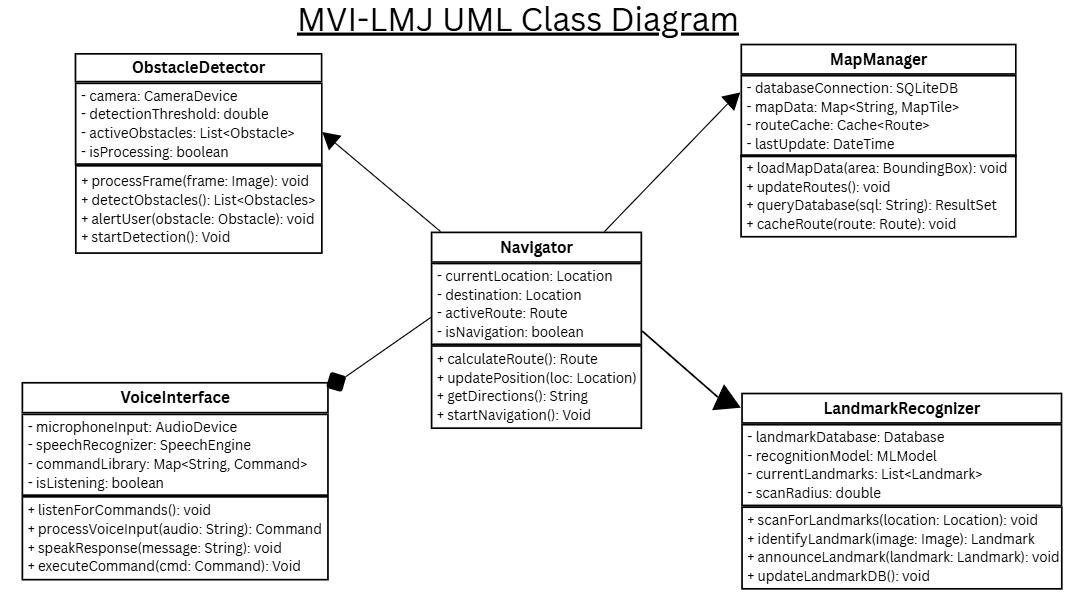 MVI-LMJ UML Class Diagram
ObstacleDetector
- camera: CameraDevice
- detectionThreshold: double
- activeObstacles: List<Obstacle>
- isProcessing: boolean
+ processFrame(frame: Image): void
+ detectObstacles(): List<Obstacles>
+ alertUser(obstacle: Obstacle): void
+ startDetection(): Void
MapManager
- databaseConnection: SQLiteDB
- mapData: Map<String, MapTile>
- routeCache: Cache<Route>
- lastUpdate: DateTime
+ loadMapData(area: BoundingBox): void
+ updateRoutes(): void
+ queryDatabase(sql: String): ResultSet
+ cacheRoute(route: Route): void
Navigator
- currentLocation: Location
- destination: Location
- activeRoute: Route
- isNavigation: boolean
+ calculateRoute(): Route
+ updatePosition(loc: Location)
+ getDirections(): String
+ startNavigation(): Void
VoiceInterface
- microphoneInput: AudioDevice
- speechRecognizer: SpeechEngine
- commandLibrary: Map<String, Command>
- isListening: boolean
+ listenForCommands(): void
+ processVoiceInput(audio: String): Command
+ speakResponse(message: String): void
+ executeCommand(cmd: Command): Void
LandmarkRecognizer
- landmarkDatabase: Database
- recognitionModel: MLModel
- currentLandmarks: List<Landmark>
- scanRadius: double
+ scanForLandmarks(location: Location): void
+ identifyLandmark(image: Image): Landmark
+ announceLandmark(landmark: Landmark): void
+ updateLandmarkDB(): void